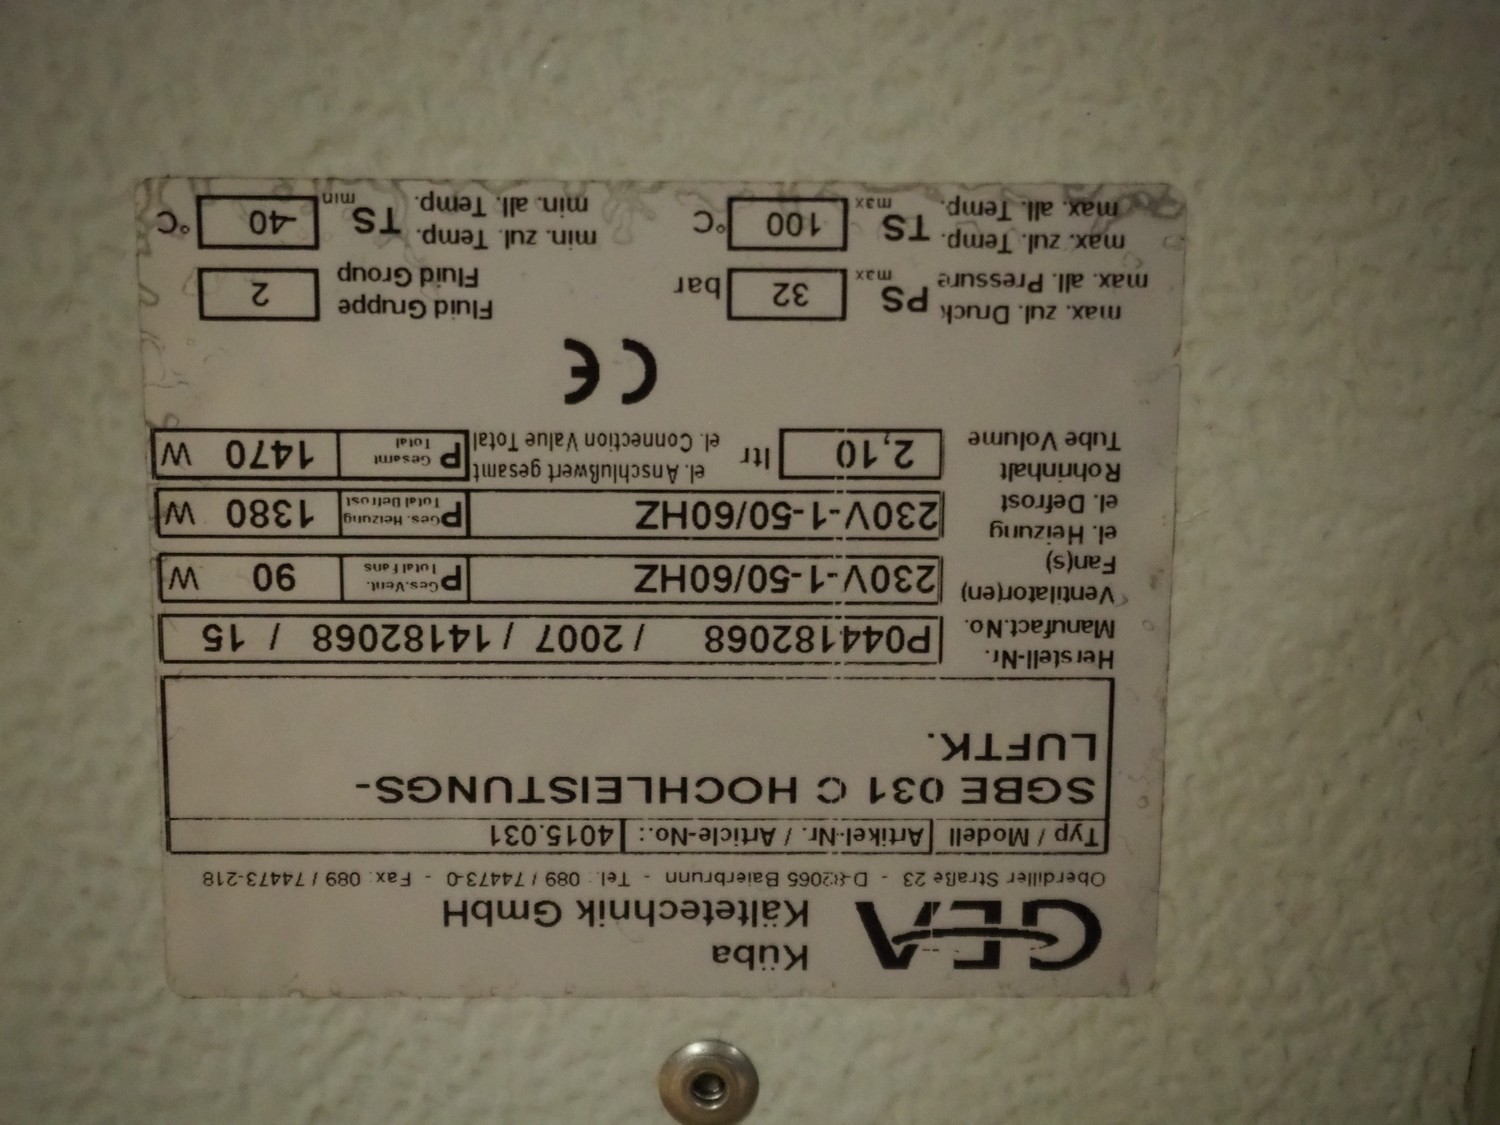 GEA Küba
Kältetechnik GmbH
Oberdiller Straße 23 - D-82065 Baierbrunn - Tel.: 089 / 74473-0 - Fax: 089 / 74473-218
Typ / Modell Artikel-Nr. / Article-No.: 4015.031
SGBE 031 C HOCHLEISTUNGS-
LUFTK.
Herstell-Nr.
Manufact.No. P044182068 / 2007 / 14182068 / 15
Ventilator(en)
Fan(s) 230V-1-50/60HZ P Ges.Vent. Total Fans 90 W
el. Heizung
el. Defrost 230V-1-50/60HZ P Ges. Heizung Total Defrost 1380 W
Rohrinhalt
Tube Volume 2,10 ltr el. Anschlußwert gesamt
el. Connection Value Total P Gesamt Total 1470 W
CE
max. zul. Druck
max. all. Pressure PS max 32 bar Fluid Gruppe
Fluid Group 2
max. zul. Temp.
max. all. Temp. TS max 100 °C min. zul. Temp.
min. all. Temp. TS min -40 °C